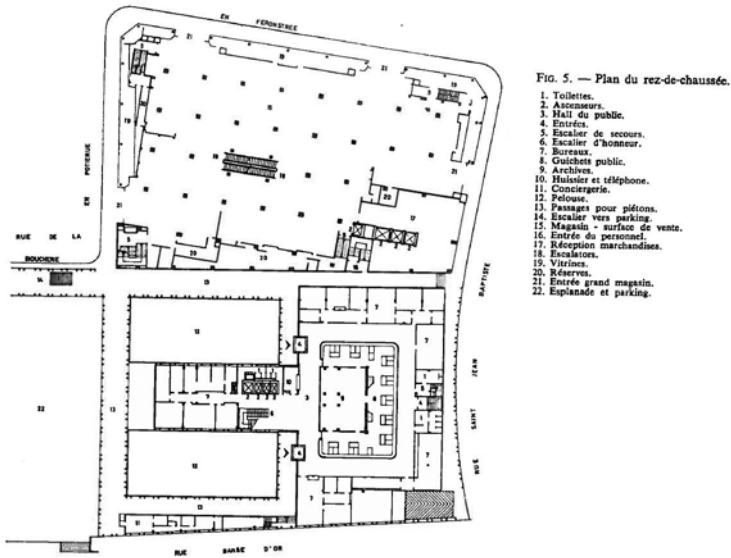 EN FERONSTREE
EN POTIERUE
RUE DE LA
BOUCHERIE
BAPTISTE
RUE SAINT JEAN
RUE BARBE D'OR
FIG. 5. — Plan du rez-de-chaussée.
1. Toilettes.
2. Ascenseurs.
3. Hall du public.
4. Entrées.
5. Escalier de secours.
6. Escalier d'honneur.
7. Bureaux.
8. Guichets public.
9. Archives.
10. Huissier et téléphone.
11. Conciergerie.
12. Pelouse.
13. Passages pour piétons.
14. Escalier vers parking.
15. Magasin - surface de vente.
16. Entrée du personnel.
17. Réception marchandises.
18. Escalators.
19. Vitrines.
20. Réserves.
21. Entrée grand magasin.
22. Esplanade et parking.